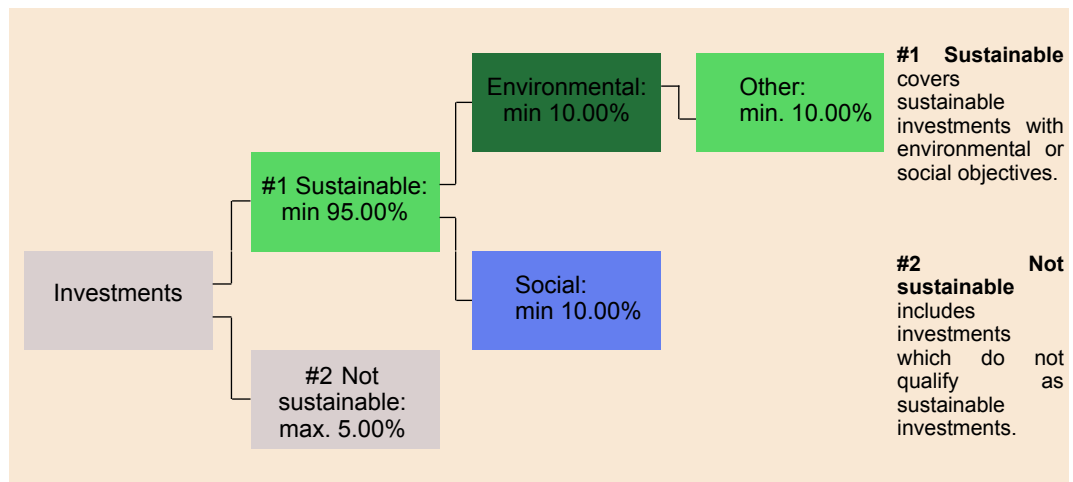 Investments
#1 Sustainable:
min 95.00%
#2 Not
sustainable:
max. 5.00%
Environmental:
min 10.00%
Social:
min 10.00%
Other:
min. 10.00%
#1 Sustainable
covers
sustainable
investments with
environmental or
social objectives.
#2 Not
sustainable
includes
investments
which do not
qualify as
sustainable
investments.